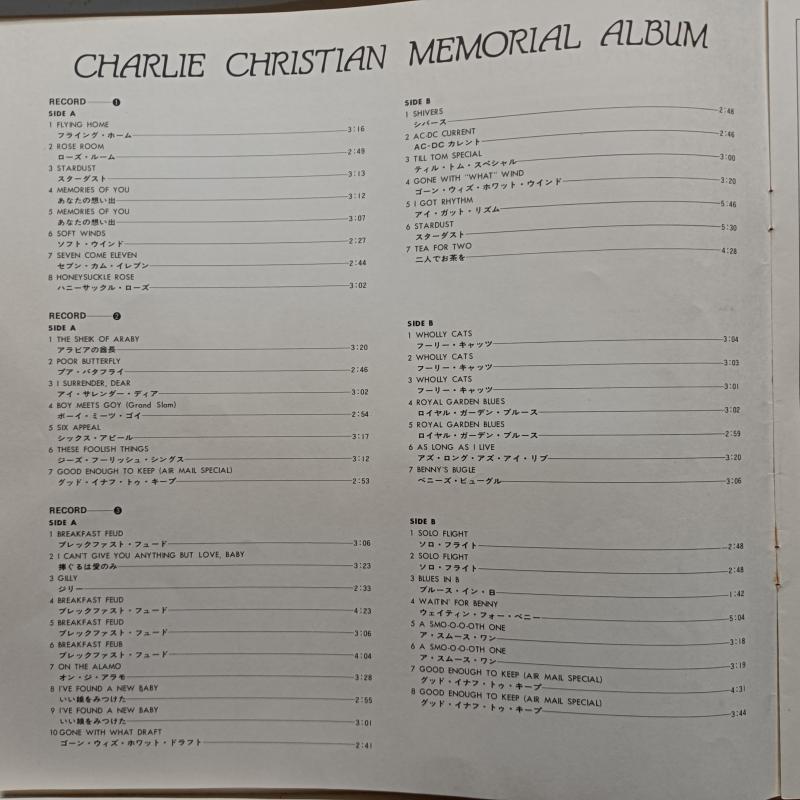 CHARLIE CHRISTIAN MEMORIAL ALBUM
RECORD ❶
SIDE A
1 FLYING HOME
フライング・ホーム 3:16
2 ROSE ROOM
ローズ・ルーム 2:49
3 STARDUST
スターダスト 3:13
4 MEMORIES OF YOU
あなたの想い出 3:12
5 MEMORIES OF YOU
あなたの想い出 3:07
6 SOFT WINDS
ソフト・ウインド 2:27
7 SEVEN COME ELEVEN
セブン・カム・イレブン 2:44
8 HONEYSUCKLE ROSE
ハニーサックル・ローズ 3:02
SIDE B
1 SHIVERS
シバース 2:46
2 AC-DC CURRENT
AC-DC カレント 2:46
3 TILL TOM SPECIAL
ティル・トム・スペシャル 3:00
4 GONE WITH "WHAT" WIND
ゴーン・ウィズ・ホワット・ウインド 3:20
5 I GOT RHYTHM
アイ・ガット・リズム 5:46
6 STARDUST
スターダスト 5:30
7 TEA FOR TWO
二人でお茶を 4:28
RECORD ❷
SIDE A
1 THE SHEIK OF ARABY
アラビアの酋長 3:20
2 POOR BUTTERFLY
プア・バタフライ 2:46
3 I SURRENDER, DEAR
アイ・サレンダー・ディア 3:02
4 BOY MEETS GOY (Grand Slam)
ボーイ・ミーツ・ゴイ 2:54
5 SIX APPEAL
シックス・アピール 3:17
6 THESE FOOLISH THINGS
ジーズ・フーリッシュ・シングス 3:12
7 GOOD ENOUGH TO KEEP (AIR MAIL SPECIAL)
グッド・イナフ・トゥ・キープ 2:53
SIDE B
1 WHOLLY CATS
フーリー・キャッツ 3:04
2 WHOLLY CATS
フーリー・キャッツ 3:03
3 WHOLLY CATS
フーリー・キャッツ 3:01
4 ROYAL GARDEN BLUES
ロイヤル・ガーデン・ブルース 3:02
5 ROYAL GARDEN BLUES
ロイヤル・ガーデン・ブルース 2:59
6 AS LONG AS I LIVE
アズ・ロング・アズ・アイ・リブ 3:20
7 BENNY'S BUGLE
ベニーズ・ビューグル 3:06
RECORD ❸
SIDE A
1 BREAKFAST FEUD
ブレックファスト・フュード 3:06
2 I CAN'T GIVE YOU ANYTHING BUT LOVE, BABY
捧ぐるは愛のみ 3:23
3 GILLY
ジリー 2:33
4 BREAKFAST FEUD
ブレックファスト・フュード 4:23
5 BREAKFAST FEUD
ブレックファスト・フュード 3:06
6 BREAKFAST FEUB
ブレックファスト・フュード 4:04
7 ON THE ALAMO
オン・ジ・アラモ 3:28
8 I'VE FOUND A NEW BABY
いい娘をみつけた 2:55
9 I'VE FOUND A NEW BABY
いい娘をみつけた 3:01
10 GONE WITH WHAT DRAFT
ゴーン・ウィズ・ホワット・ドラフト 2:41
SIDE B
1 SOLO FLIGHT
ソロ・フライト 2:48
2 SOLO FLIGHT
ソロ・フライト 2:48
3 BLUES IN B
ブルース・イン・B 1:42
4 WAITIN' FOR BENNY
ウェイティン・フォー・ベニー 5:04
5 A SMO-O-O-OTH ONE
ア・スムース・ワン 3:18
6 A SMO-O-O-OTH ONE
ア・スムース・ワン 3:19
7 GOOD ENOUGH TO KEEP (AIR MAIL SPECIAL)
グッド・イナフ・トゥ・キープ 4:31
8 GOOD ENOUGH TO KEEP (AIR MAIL SPECIAL)
グッド・イナフ・トゥ・キープ 3:44